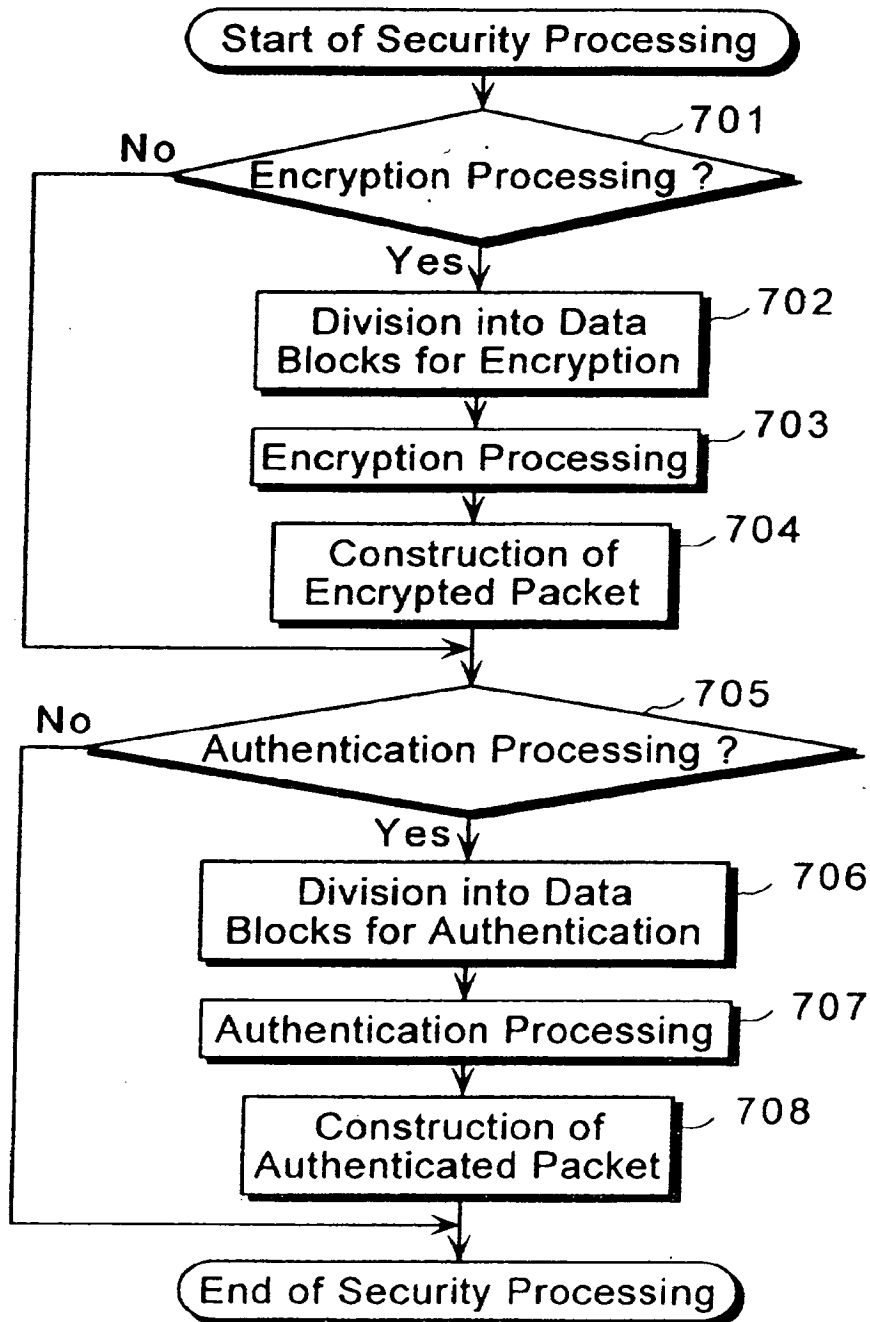 Start of Security Processing
701
No
Encryption Processing ?
Yes
702
Division into Data
Blocks for Encryption
703
Encryption Processing
704
Construction of
Encrypted Packet
705
No
Authentication Processing ?
Yes
706
Division into Data
Blocks for Authentication
707
Authentication Processing
708
Construction of
Authenticated Packet
End of Security Processing